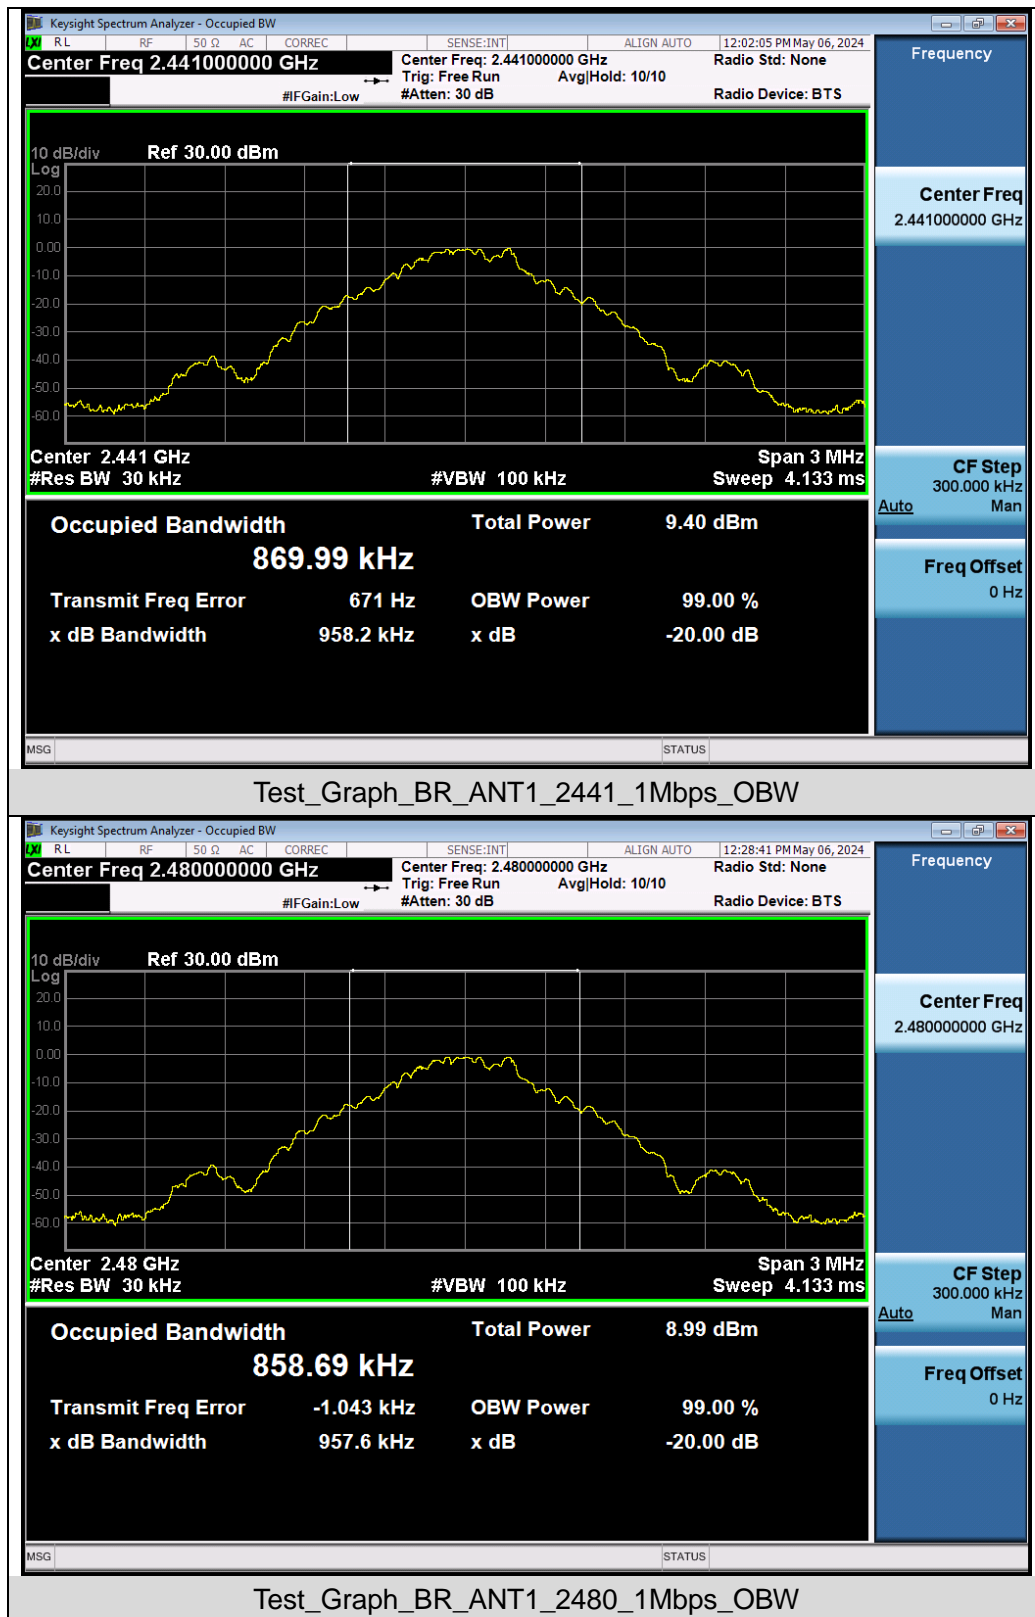 Keysight Spectrum Analyzer - Occupied BW
LXI RL RF 50 Ω AC CORREC SENSE:INT ALIGN AUTO 12:02:05 PM May 06, 2024
Center Freq 2.441000000 GHz Center Freq: 2.441000000 GHz Radio Std: None
Trig: Free Run Avg|Hold: 10/10
#IFGain:Low #Atten: 30 dB Radio Device: BTS
Frequency
10 dB/div Ref 30.00 dBm
Log
20.0
10.0
0.00
-10.0
-20.0
-30.0
-40.0
-50.0
-60.0
Center 2.441 GHz Span 3 MHz
#Res BW 30 kHz #VBW 100 kHz Sweep 4.133 ms
Center Freq
2.441000000 GHz
CF Step
300.000 kHz
Auto Man
Freq Offset
0 Hz
Occupied Bandwidth Total Power 9.40 dBm
869.99 kHz
Transmit Freq Error 671 Hz OBW Power 99.00 %
x dB Bandwidth 958.2 kHz x dB -20.00 dB
MSG STATUS
Test_Graph_BR_ANT1_2441_1Mbps_OBW
Keysight Spectrum Analyzer - Occupied BW
LXI RL RF 50 Ω AC CORREC SENSE:INT ALIGN AUTO 12:28:41 PM May 06, 2024
Center Freq 2.480000000 GHz Center Freq: 2.480000000 GHz Radio Std: None
Trig: Free Run Avg|Hold: 10/10
#IFGain:Low #Atten: 30 dB Radio Device: BTS
Frequency
10 dB/div Ref 30.00 dBm
Log
20.0
10.0
0.00
-10.0
-20.0
-30.0
-40.0
-50.0
-60.0
Center 2.48 GHz Span 3 MHz
#Res BW 30 kHz #VBW 100 kHz Sweep 4.133 ms
Center Freq
2.480000000 GHz
CF Step
300.000 kHz
Auto Man
Freq Offset
0 Hz
Occupied Bandwidth Total Power 8.99 dBm
858.69 kHz
Transmit Freq Error -1.043 kHz OBW Power 99.00 %
x dB Bandwidth 957.6 kHz x dB -20.00 dB
MSG STATUS
Test_Graph_BR_ANT1_2480_1Mbps_OBW